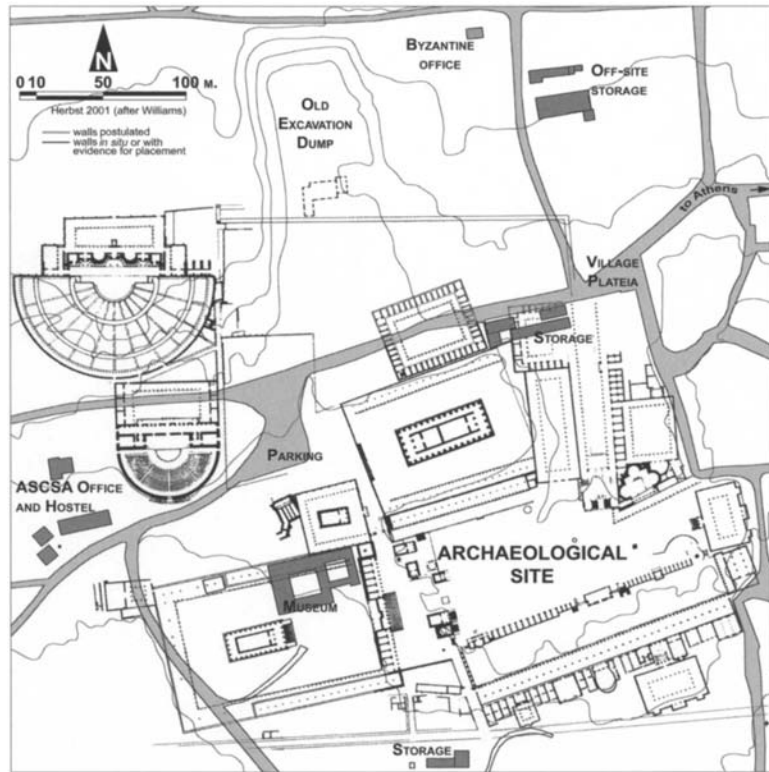 N
0 10 50 100 M.
Herbst 2001 (after Williams)
walls postulated
walls in situ or with
evidence for placement
BYZANTINE
OFFICE
OFF-SITE
STORAGE
OLD
EXCAVATION
DUMP
to Athens
VILLAGE
PLATEIA
STORAGE
PARKING
ASCSA OFFICE
AND HOSTEL
ARCHAEOLOGICAL
SITE
MUSEUM
STORAGE